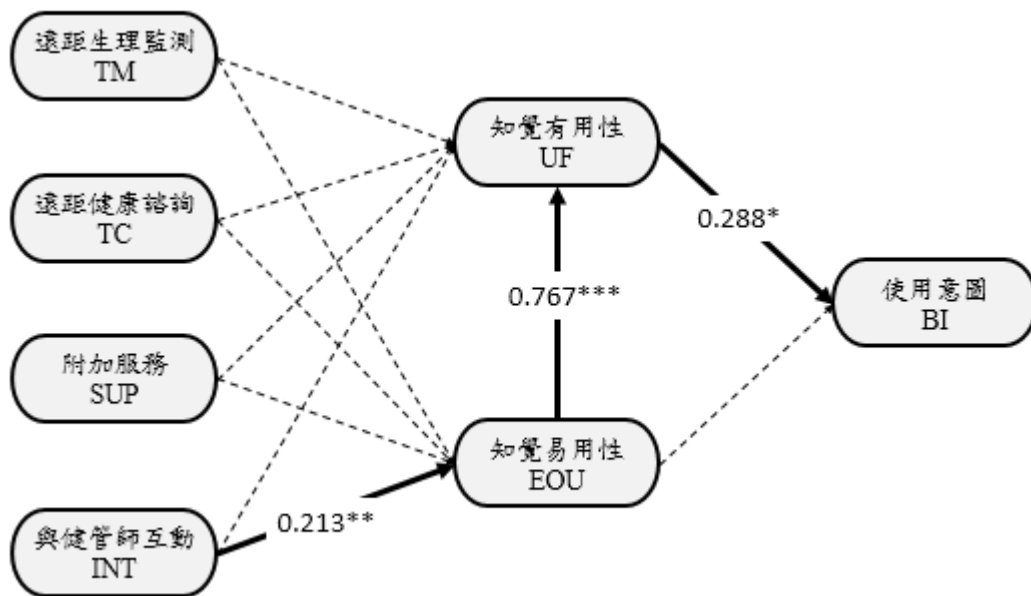 遠距生理監測
TM
知覺有用性
UF
遠距健康諮詢
TC
0.288*
使用意圖
BI
0.767***
附加服務
SUP
知覺易用性
EOU
0.213**
與健管師互動
INT